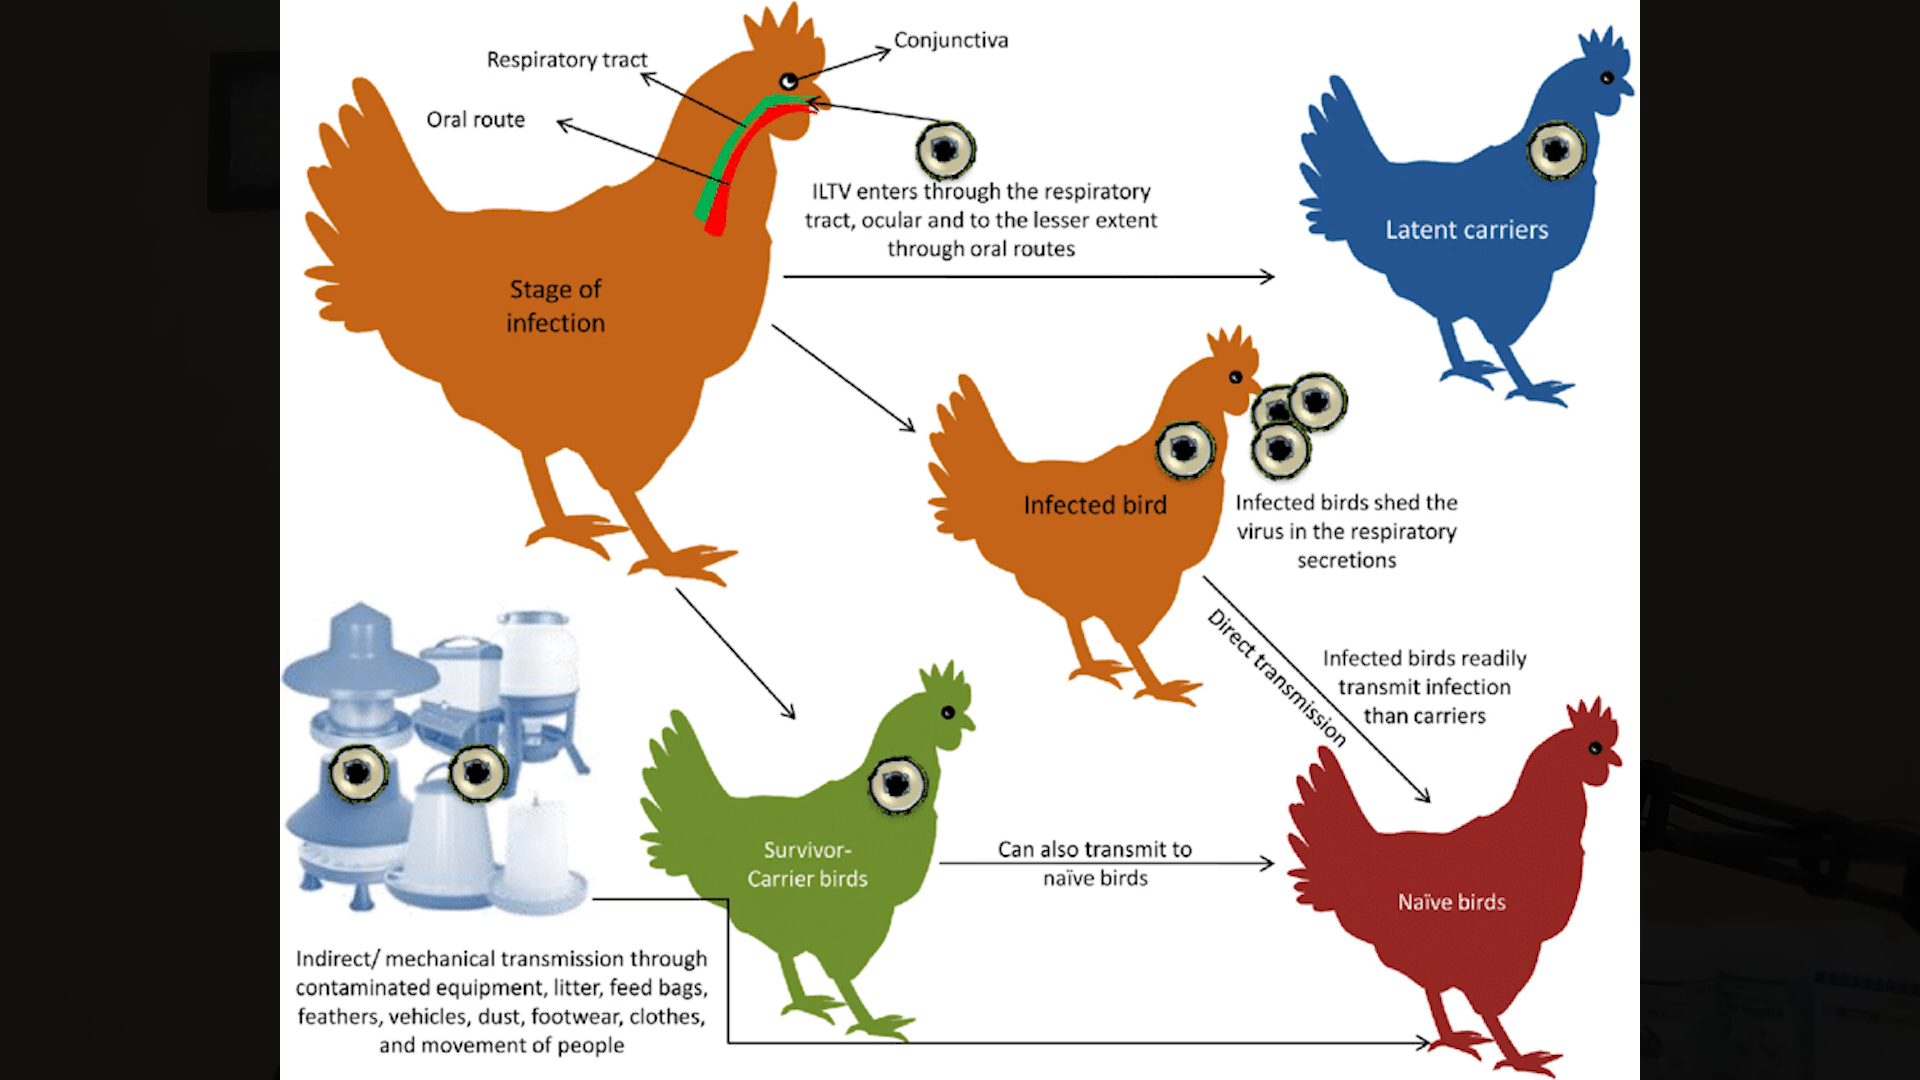 Respiratory tract
Conjunctiva
Oral route
ILTV enters through the respiratory
tract, ocular and to the lesser extent
through oral routes
Stage of
infection
Latent carriers
Infected bird
Infected birds shed the
virus in the respiratory
secretions
Direct transmission
Infected birds readily
transmit infection
than carriers
Survivor-
Carrier birds
Can also transmit to
naïve birds
Naïve birds
Indirect/ mechanical transmission through
contaminated equipment, litter, feed bags,
feathers, vehicles, dust, footwear, clothes,
and movement of people